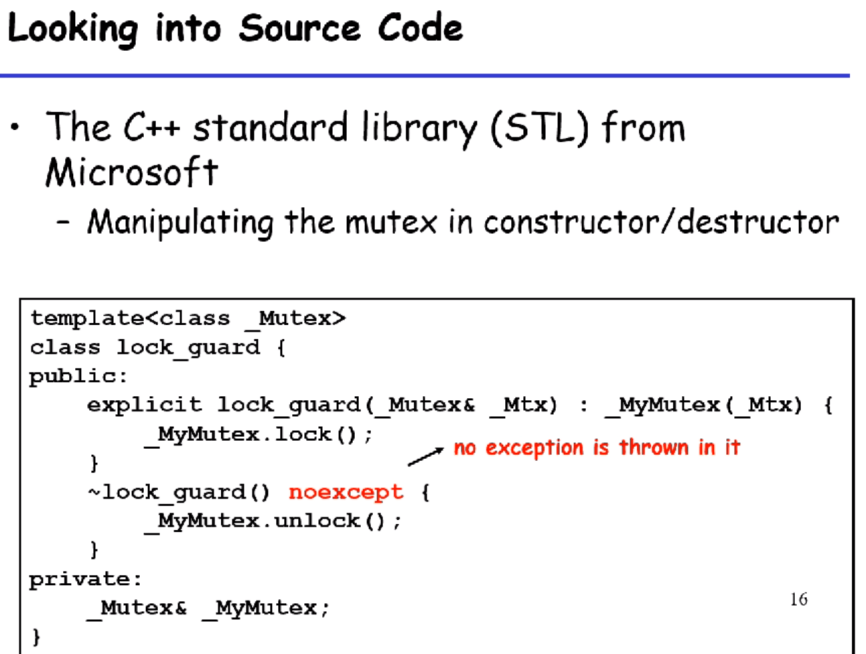 Looking into Source Code
• The C++ standard library (STL) from
Microsoft
– Manipulating the mutex in constructor/destructor
template<class _Mutex>
class lock_guard {
public:
    explicit lock_guard(_Mutex& _Mtx) : _MyMutex(_Mtx) {
        _MyMutex.lock();
no exception is thrown in it
    }
    ~lock_guard() noexcept {
        _MyMutex.unlock();
    }
private:
    _Mutex& _MyMutex;
16
}